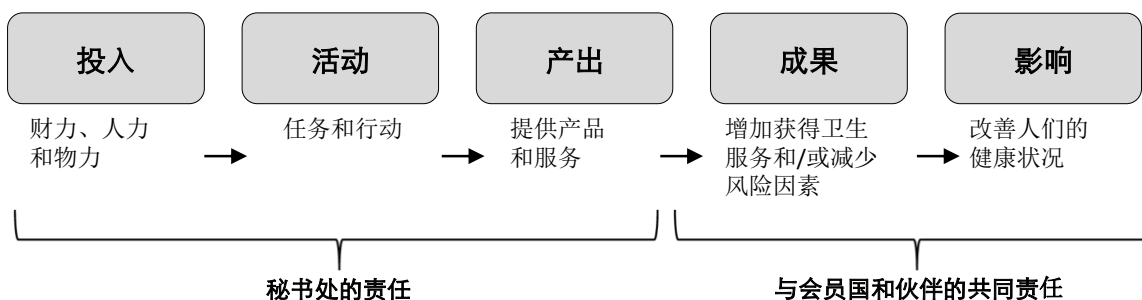 投入
活动
产出
成果
影响
财力、人力
和物力
任务和行动
提供产品
和服务
增加获得卫生
服务和/或减少
风险因素
改善人们的
健康状况
秘书处的责任
与会员国和伙伴的共同责任